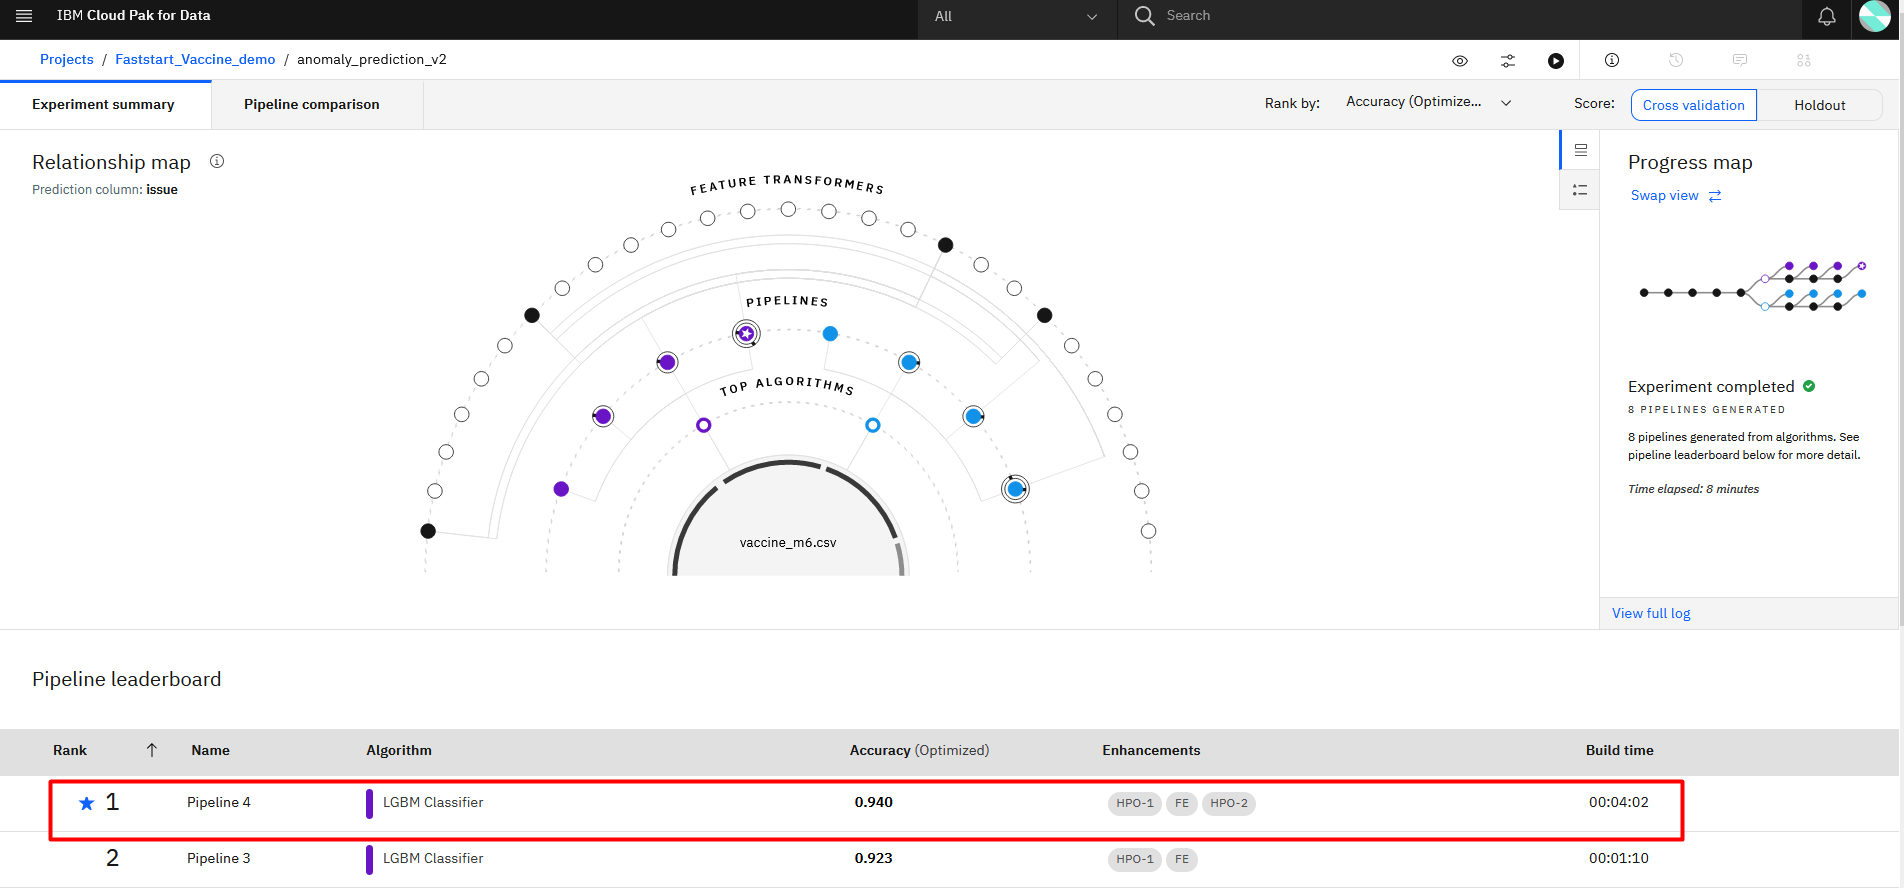 IBM Cloud Pak for Data
All
Search
Projects / Faststart_Vaccine_demo / anomaly_prediction_v2
Experiment summary
Pipeline comparison
Rank by: Accuracy (Optimize...
Score: Cross validation Holdout
Relationship map
Prediction column: issue
FEATURE TRANSFORMERS
PIPELINES
TOP ALGORITHMS
vaccine_m6.csv
Progress map
Swap view
Experiment completed
8 PIPELINES GENERATED
8 pipelines generated from algorithms. See
pipeline leaderboard below for more detail.
Time elapsed: 8 minutes
View full log
Pipeline leaderboard
Rank Name Algorithm Accuracy (Optimized) Enhancements Build time
1 Pipeline 4 LGBM Classifier 0.940 HPO-1 FE HPO-2 00:04:02
2 Pipeline 3 LGBM Classifier 0.923 HPO-1 FE 00:01:10